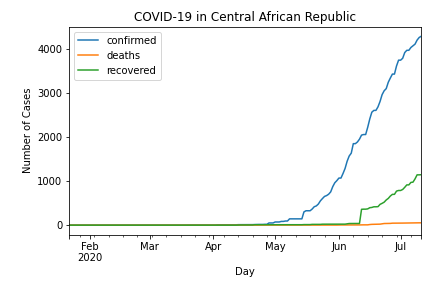 COVID-19 in Central African Republic
confirmed
deaths
recovered
Number of Cases
4000
3000
2000
1000
0
Feb
2020
Mar
Apr
May
Jun
Jul
Day